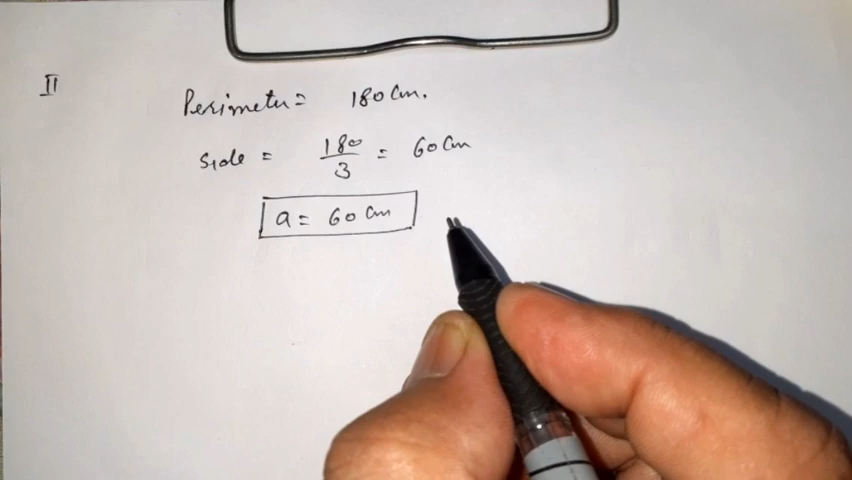 II
Perimeter = 180 Cm.
Side = 180/3 = 60 Cm
a = 60 Cm